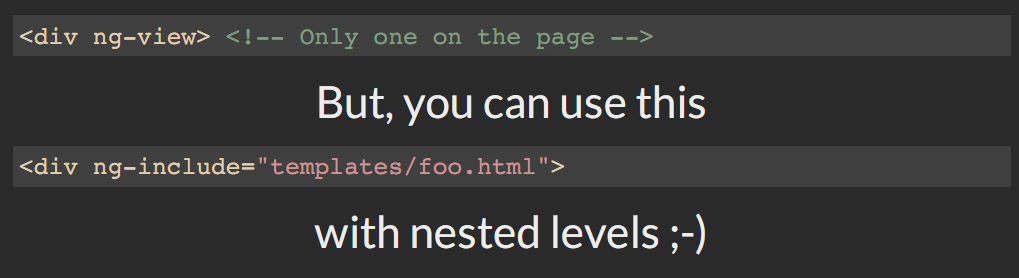 <div ng-view> <!-- Only one on the page -->
But, you can use this
<div ng-include="templates/foo.html">
with nested levels ;-)